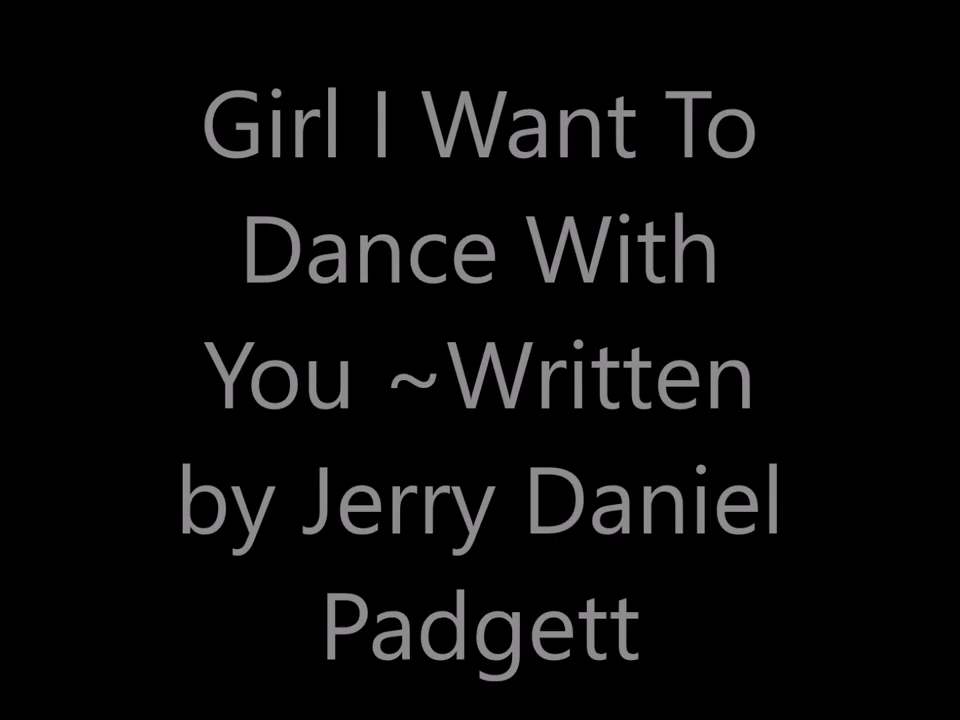 Girl I Want To
Dance With
You ~Written
by Jerry Daniel
Padgett